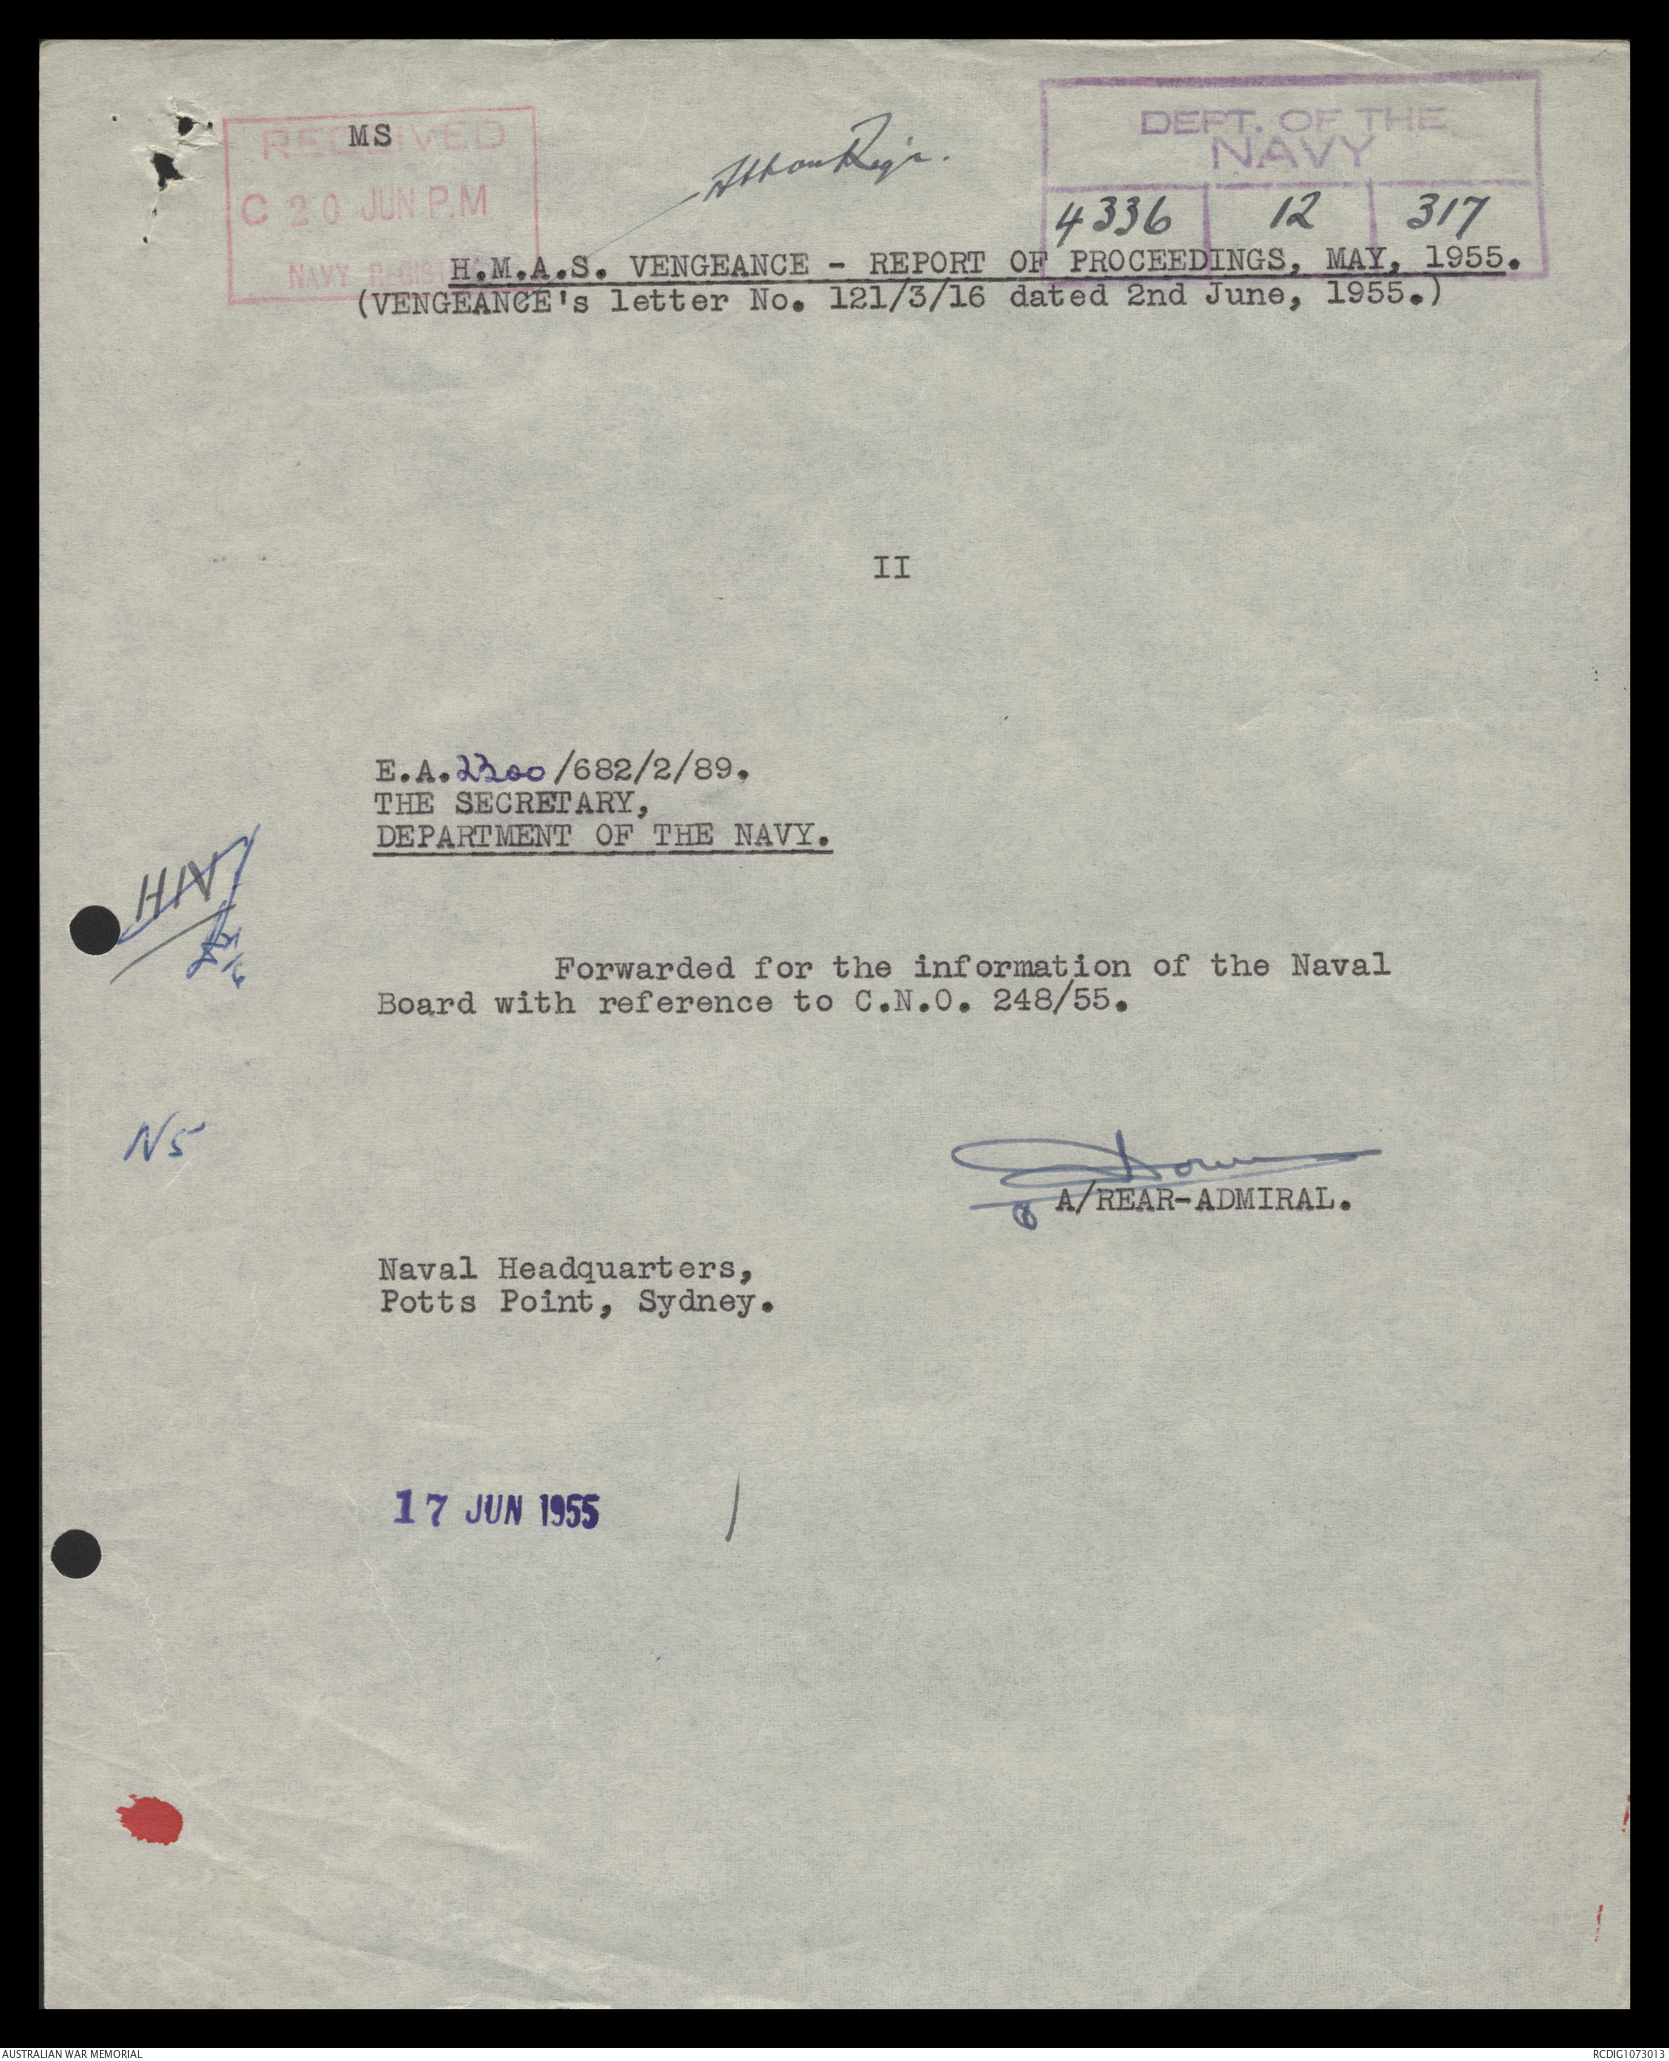 RECEIVED
MS
C 20 JUN P.M
NAVY REGIST
DEPT. OF THE
NAVY
4336 12 317
H.M.A.S. VENGEANCE - REPORT OF PROCEEDINGS, MAY, 1955.
(VENGEANCE's letter No. 121/3/16 dated 2nd June, 1955.)
II
E.A.2300/682/2/89.
THE SECRETARY,
DEPARTMENT OF THE NAVY.
Forwarded for the information of the Naval
Board with reference to C.N.O. 248/55.
N5
A/REAR-ADMIRAL.
Naval Headquarters,
Potts Point, Sydney.
17 JUN 1955
AUSTRALIAN WAR MEMORIAL
RCDIG1073013